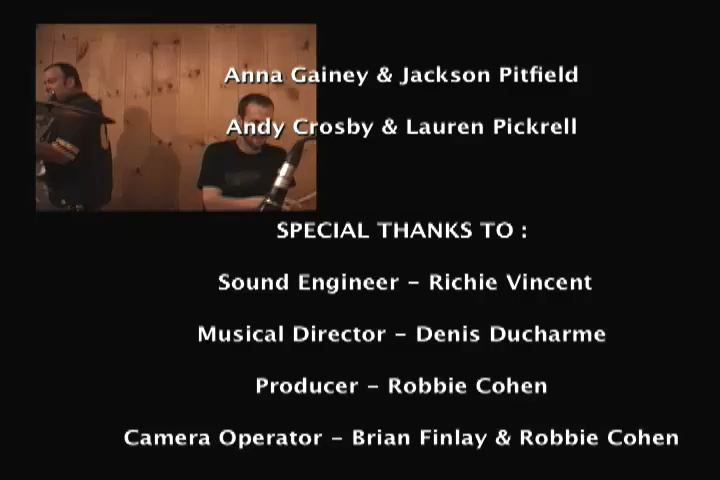 Anna Gainey & Jackson Pitfield
Andy Crosby & Lauren Pickrell
SPECIAL THANKS TO :
Sound Engineer – Richie Vincent
Musical Director – Denis Ducharme
Producer – Robbie Cohen
Camera Operator – Brian Finlay & Robbie Cohen